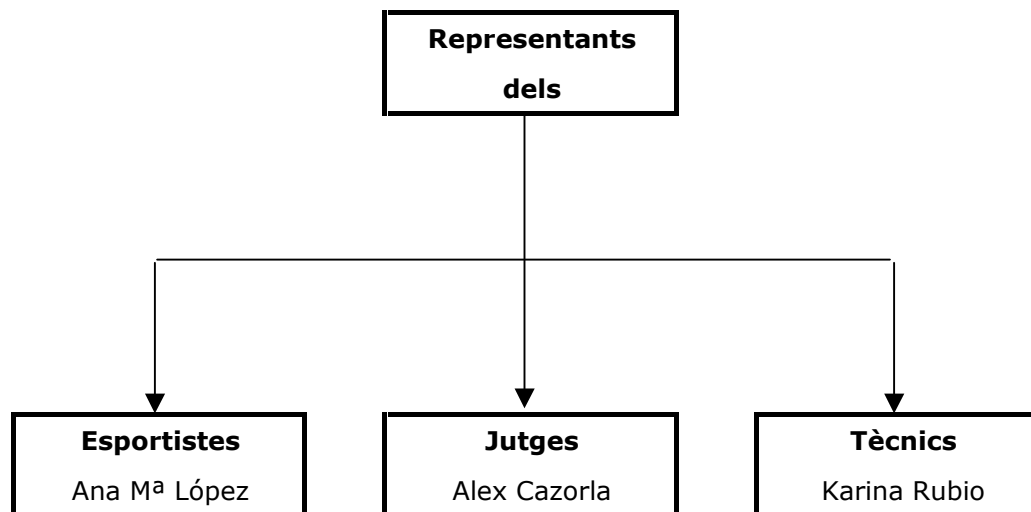 Representants
dels
Esportistes
Ana Mª López
Jutges
Alex Cazorla
Tècnics
Karina Rubio